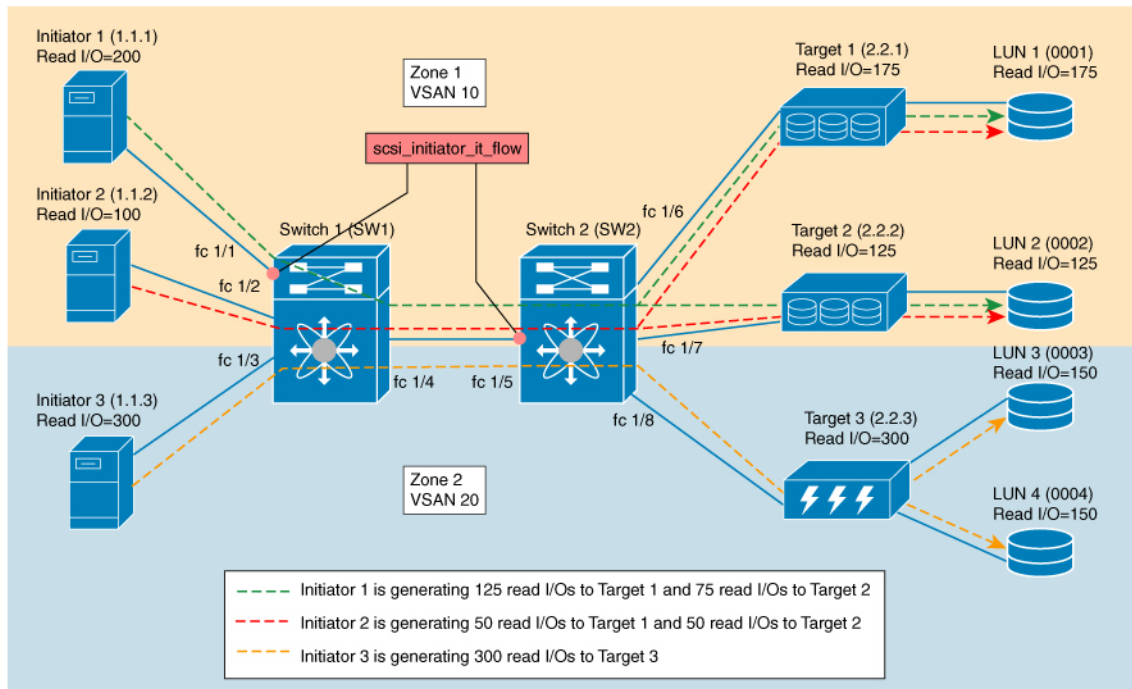 Initiator 1 (1.1.1)
Read I/O=200
Zone 1
VSAN 10
Target 1 (2.2.1)
Read I/O=175
LUN 1 (0001)
Read I/O=175
scsi_initiator_it_flow
Initiator 2 (1.1.2)
Read I/O=100
fc 1/1
Switch 1 (SW1)
Switch 2 (SW2)
fc 1/6
Target 2 (2.2.2)
Read I/O=125
LUN 2 (0002)
Read I/O=125
fc 1/2
fc 1/3
fc 1/4
fc 1/5
fc 1/7
LUN 3 (0003)
Read I/O=150
Initiator 3 (1.1.3)
Read I/O=300
fc 1/8
Target 3 (2.2.3)
Read I/O=300
Zone 2
VSAN 20
LUN 4 (0004)
Read I/O=150
Initiator 1 is generating 125 read I/Os to Target 1 and 75 read I/Os to Target 2
Initiator 2 is generating 50 read I/Os to Target 1 and 50 read I/Os to Target 2
Initiator 3 is generating 300 read I/Os to Target 3